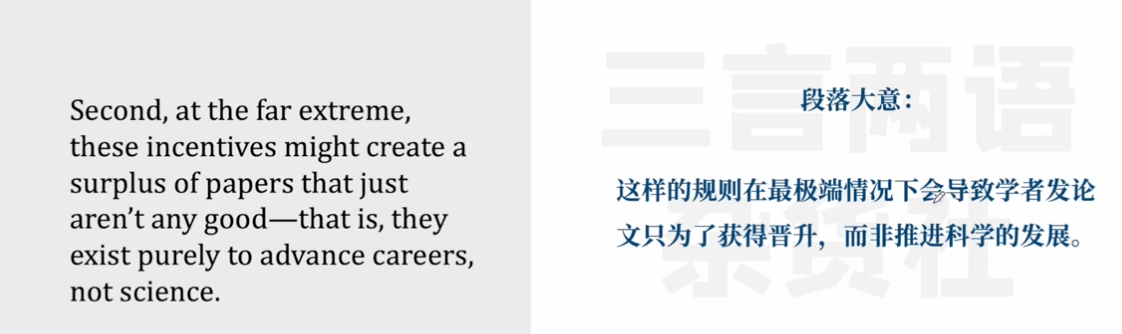 Second, at the far extreme,
these incentives might create a
surplus of papers that just
aren’t any good—that is, they
exist purely to advance careers,
not science.
三言两语
杂货社
段落大意：
这样的规则在最极端情况下会导致学者发论
文只为了获得晋升，而非推进科学的发展。